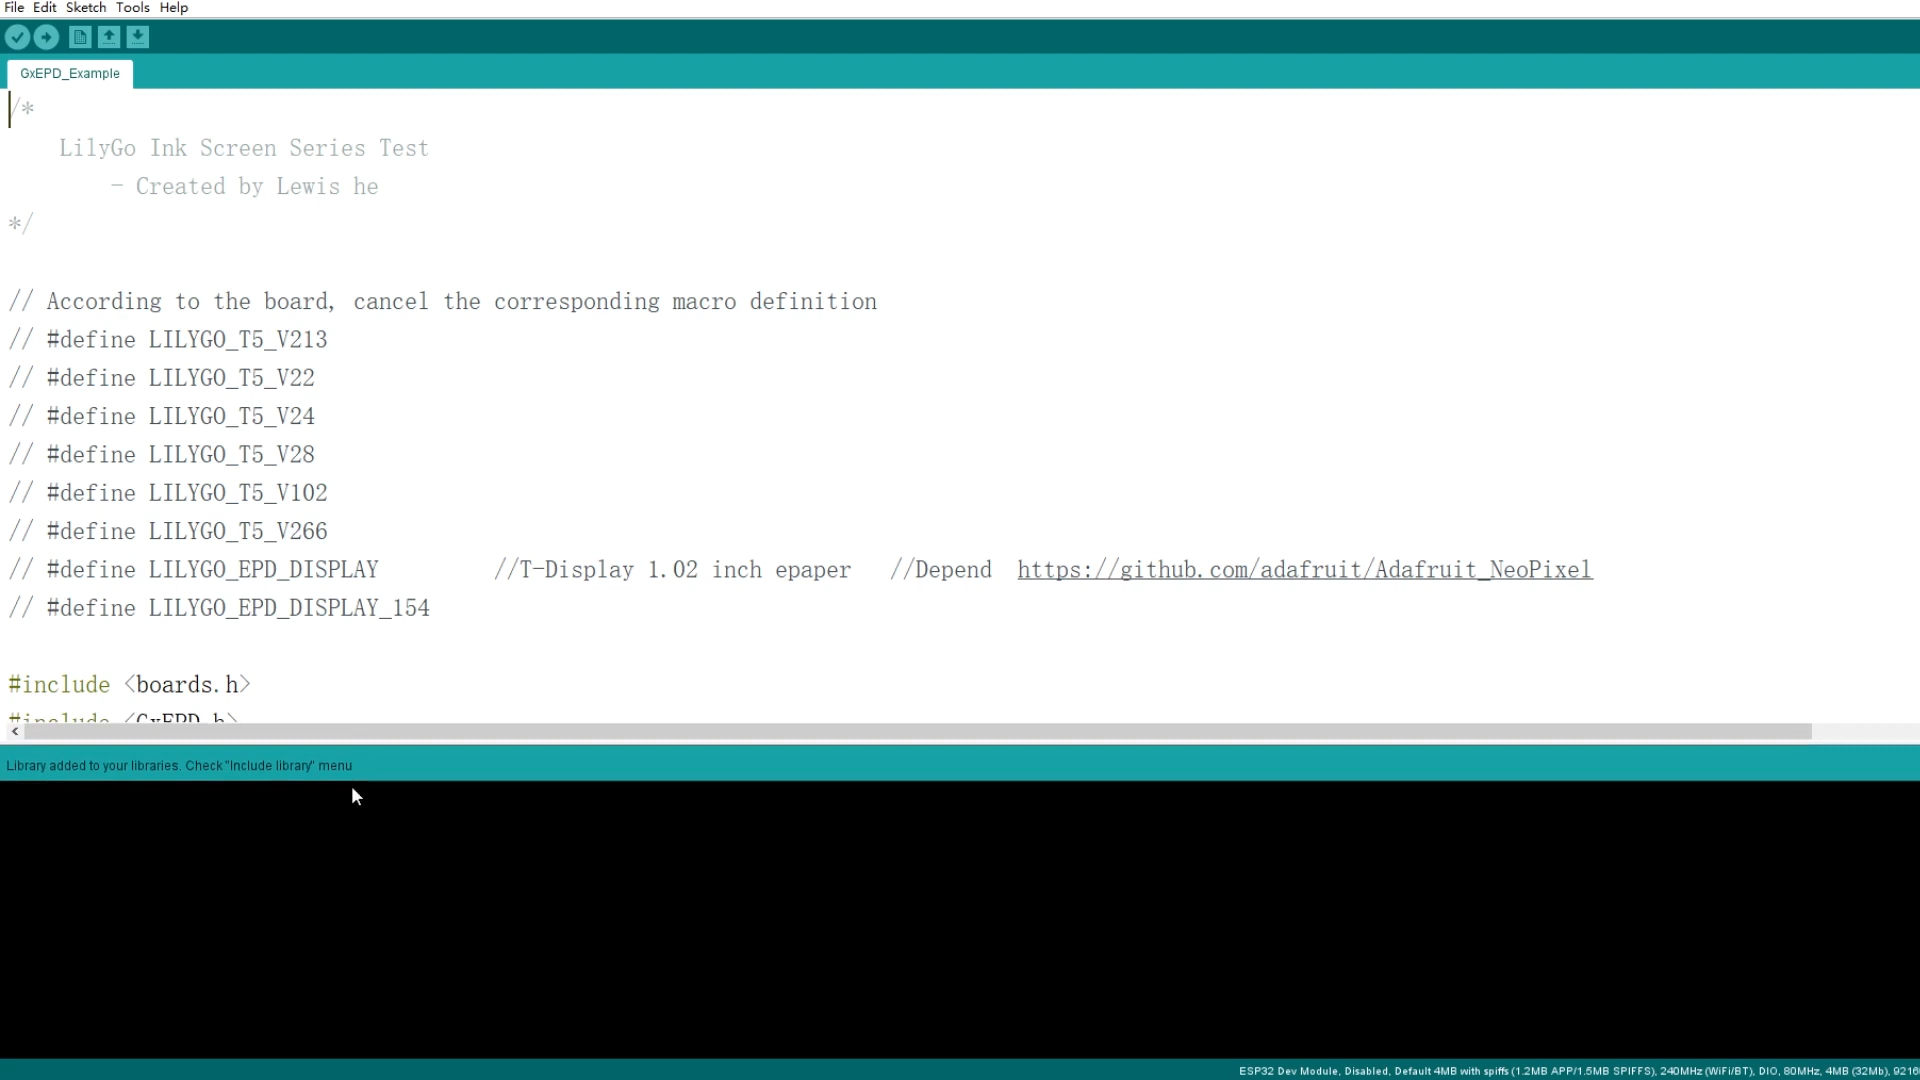 File Edit Sketch Tools Help
GxEPD_Example
/*
LilyGo Ink Screen Series Test
- Created by Lewis he
*/
// According to the board, cancel the corresponding macro definition
// #define LILYGO_T5_V213
// #define LILYGO_T5_V22
// #define LILYGO_T5_V24
// #define LILYGO_T5_V28
// #define LILYGO_T5_V102
// #define LILYGO_T5_V266
// #define LILYGO_EPD_DISPLAY //T-Display 1.02 inch epaper //Depend https://github.com/adafruit/Adafruit_NeoPixel
// #define LILYGO_EPD_DISPLAY_154
#include <boards.h>
#include <GxEPD.h>
Library added to your libraries. Check "Include library" menu
ESP32 Dev Module, Disabled, Default 4MB with spiffs (1.2MB APP/1.5MB SPIFFS), 240MHz (WiFi/BT), DIO, 80MHz, 4MB (32Mb), 9216